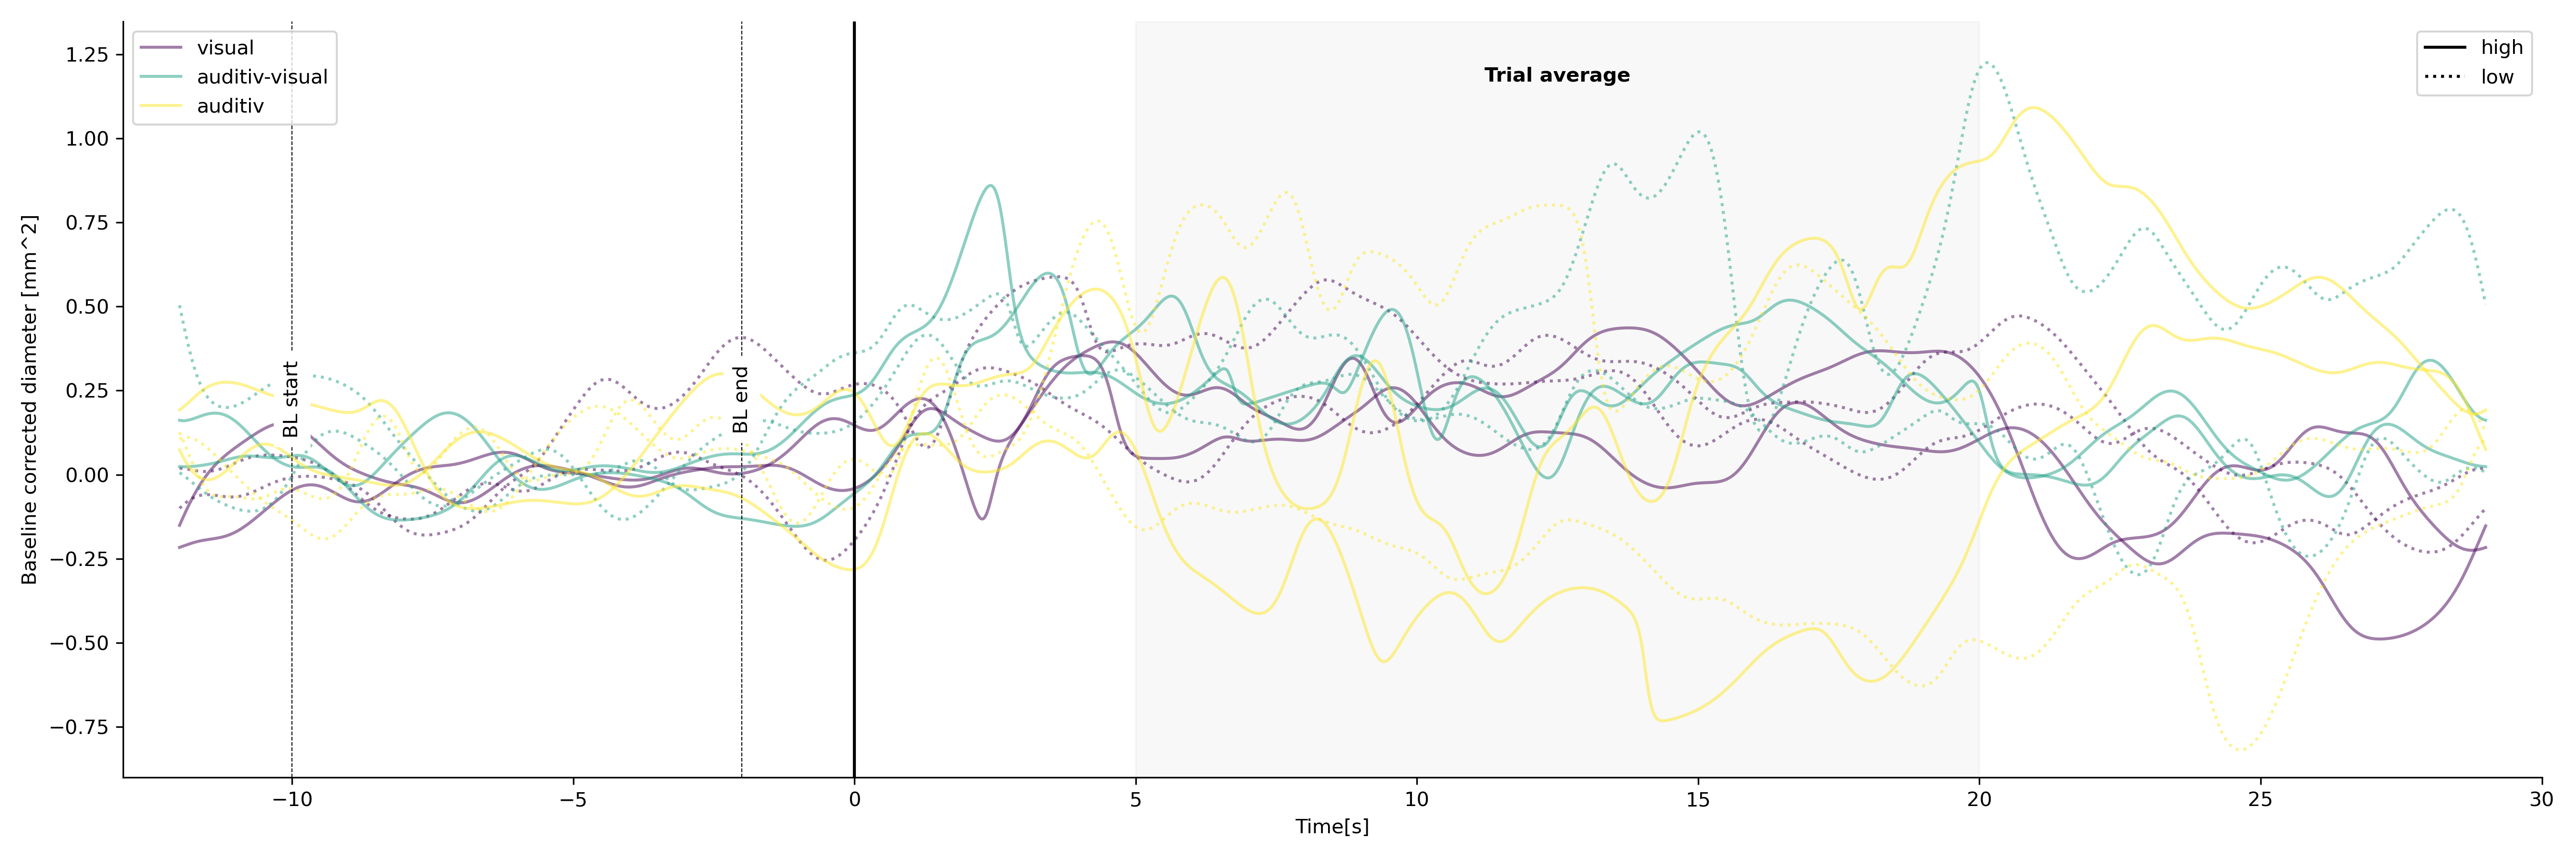 visual
auditiv-visual
auditiv
high
low
Trial average
BL start
BL end
Baseline corrected diameter [mm^2]
1.25
1.00
0.75
0.50
0.25
0.00
−0.25
−0.50
−0.75
−10
−5
0
5
10
15
20
25
30
Time[s]